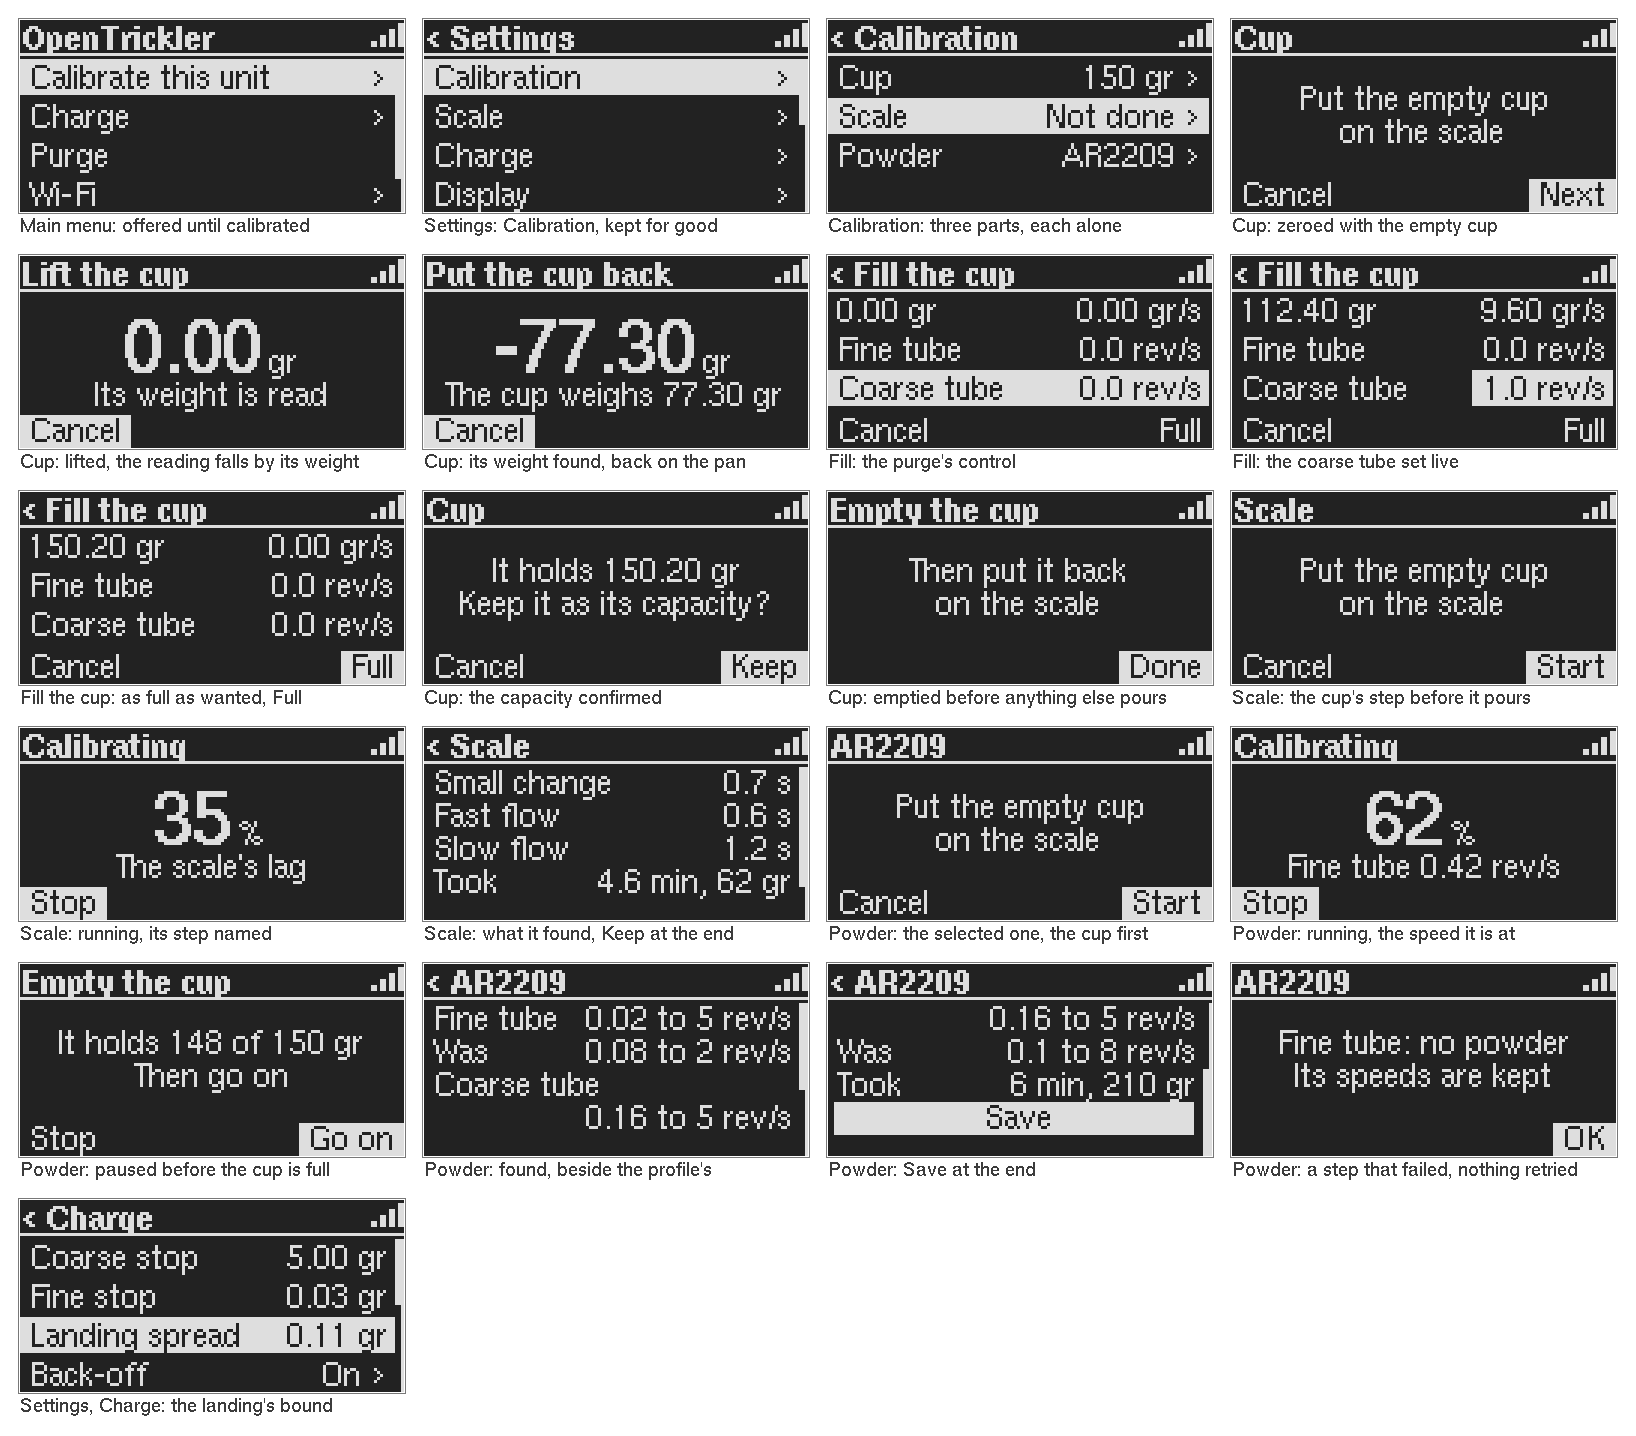 OpenTrickler
Calibrate this unit >
Charge >
Purge
Wi-Fi >
Main menu: offered until calibrated
< Settings
Calibration >
Scale >
Charge >
Display >
Settings: Calibration, kept for good
< Calibration
Cup 150 gr >
Scale Not done >
Powder AR2209 >
Calibration: three parts, each alone
Cup
Put the empty cup
on the scale
Cancel Next
Cup: zeroed with the empty cup
Lift the cup
0.00 gr
Its weight is read
Cancel
Cup: lifted, the reading falls by its weight
Put the cup back
-77.30 gr
The cup weighs 77.30 gr
Cancel
Cup: its weight found, back on the pan
< Fill the cup
0.00 gr 0.00 gr/s
Fine tube 0.0 rev/s
Coarse tube 0.0 rev/s
Cancel Full
Fill: the purge's control
< Fill the cup
112.40 gr 9.60 gr/s
Fine tube 0.0 rev/s
Coarse tube 1.0 rev/s
Cancel Full
Fill: the coarse tube set live
< Fill the cup
150.20 gr 0.00 gr/s
Fine tube 0.0 rev/s
Coarse tube 0.0 rev/s
Cancel Full
Fill the cup: as full as wanted, Full
Cup
It holds 150.20 gr
Keep it as its capacity?
Cancel Keep
Cup: the capacity confirmed
Empty the cup
Then put it back
on the scale
Done
Cup: emptied before anything else pours
Scale
Put the empty cup
on the scale
Cancel Start
Scale: the cup's step before it pours
Calibrating
35 %
The scale's lag
Stop
Scale: running, its step named
< Scale
Small change 0.7 s
Fast flow 0.6 s
Slow flow 1.2 s
Took 4.6 min, 62 gr
Scale: what it found, Keep at the end
AR2209
Put the empty cup
on the scale
Cancel Start
Powder: the selected one, the cup first
Calibrating
62 %
Fine tube 0.42 rev/s
Stop
Powder: running, the speed it is at
Empty the cup
It holds 148 of 150 gr
Then go on
Stop Go on
Powder: paused before the cup is full
< AR2209
Fine tube 0.02 to 5 rev/s
Was 0.08 to 2 rev/s
Coarse tube
0.16 to 5 rev/s
Powder: found, beside the profile's
< AR2209
0.16 to 5 rev/s
Was 0.1 to 8 rev/s
Took 6 min, 210 gr
Save
Powder: Save at the end
AR2209
Fine tube: no powder
Its speeds are kept
OK
Powder: a step that failed, nothing retried
< Charge
Coarse stop 5.00 gr
Fine stop 0.03 gr
Landing spread 0.11 gr
Back-off On >
Settings, Charge: the landing's bound